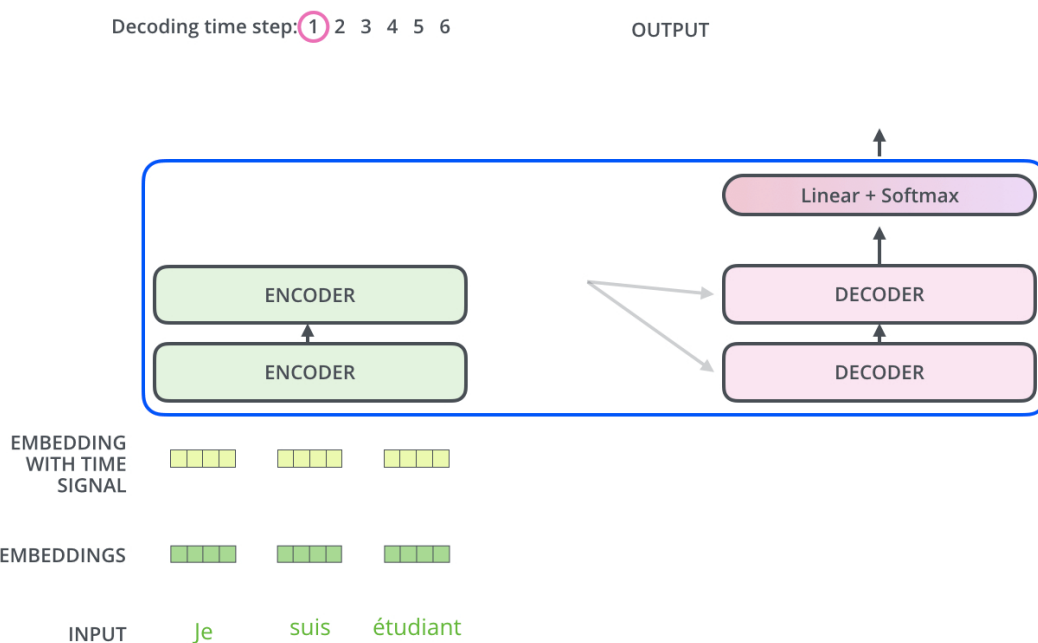 Decoding time step: 1 2 3 4 5 6
OUTPUT
Linear + Softmax
ENCODER
DECODER
ENCODER
DECODER
EMBEDDING
WITH TIME
SIGNAL
EMBEDDINGS
INPUT
Je suis étudiant